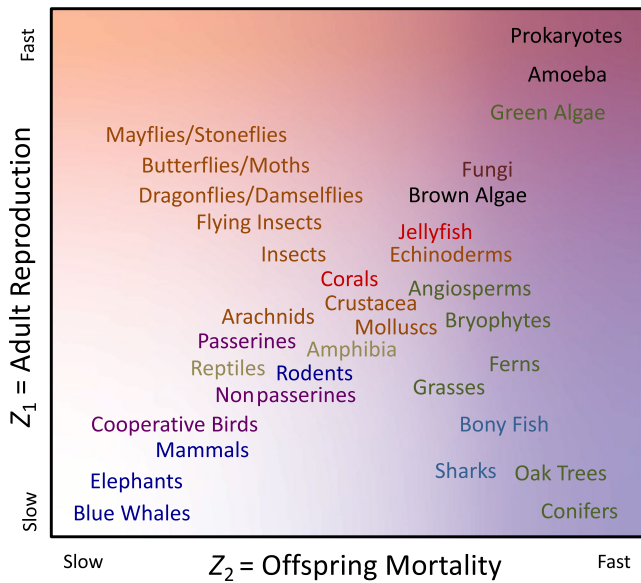 Fast
Prokaryotes
Amoeba
Green Algae
Mayflies/Stoneflies
Butterflies/Moths
Fungi
Dragonflies/Damselflies
Brown Algae
Flying Insects
Jellyfish
Insects
Echinoderms
Corals
Angiosperms
Crustacea
Arachnids
Molluscs
Bryophytes
Passerines
Amphibia
Reptiles
Rodents
Ferns
Grasses
Nonpasserines
Cooperative Birds
Bony Fish
Mammals
Sharks
Oak Trees
Elephants
Blue Whales
Conifers
Z1 = Adult Reproduction
Slow
Slow
Z2 = Offspring Mortality
Fast